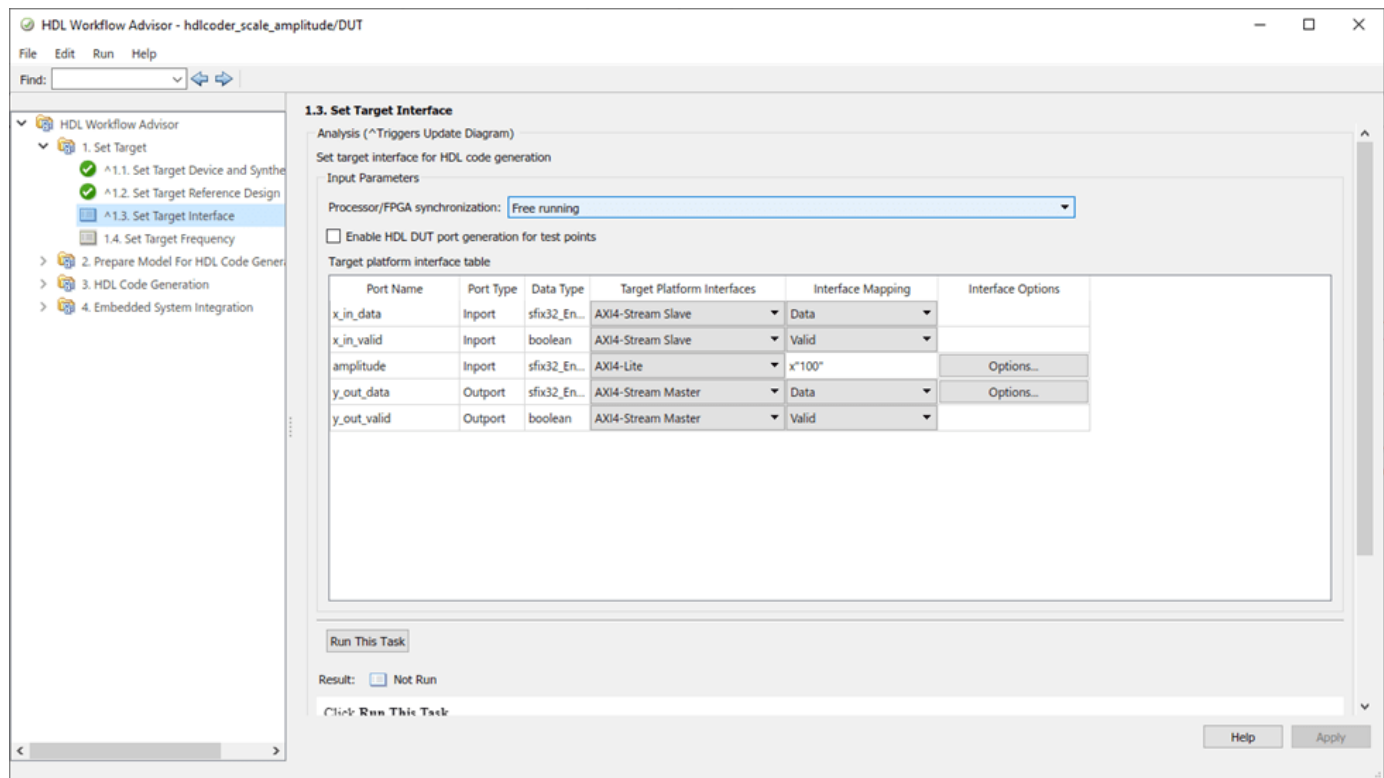 HDL Workflow Advisor - hdlcoder_scale_amplitude/DUT
File Edit Run Help
Find:
HDL Workflow Advisor
1. Set Target
^1.1. Set Target Device and Synthe
^1.2. Set Target Reference Design
^1.3. Set Target Interface
1.4. Set Target Frequency
2. Prepare Model For HDL Code Gener
3. HDL Code Generation
4. Embedded System Integration
1.3. Set Target Interface
Analysis (^Triggers Update Diagram)
Set target interface for HDL code generation
Input Parameters
Processor/FPGA synchronization: Free running
Enable HDL DUT port generation for test points
Target platform interface table
Port Name Port Type Data Type Target Platform Interfaces Interface Mapping Interface Options
x_in_data Inport sfix32_En... AXI4-Stream Slave Data
x_in_valid Inport boolean AXI4-Stream Slave Valid
amplitude Inport sfix32_En... AXI4-Lite x"100" Options...
y_out_data Outport sfix32_En... AXI4-Stream Master Data Options...
y_out_valid Outport boolean AXI4-Stream Master Valid
Run This Task
Result: Not Run
Click Run This Task
Help Apply